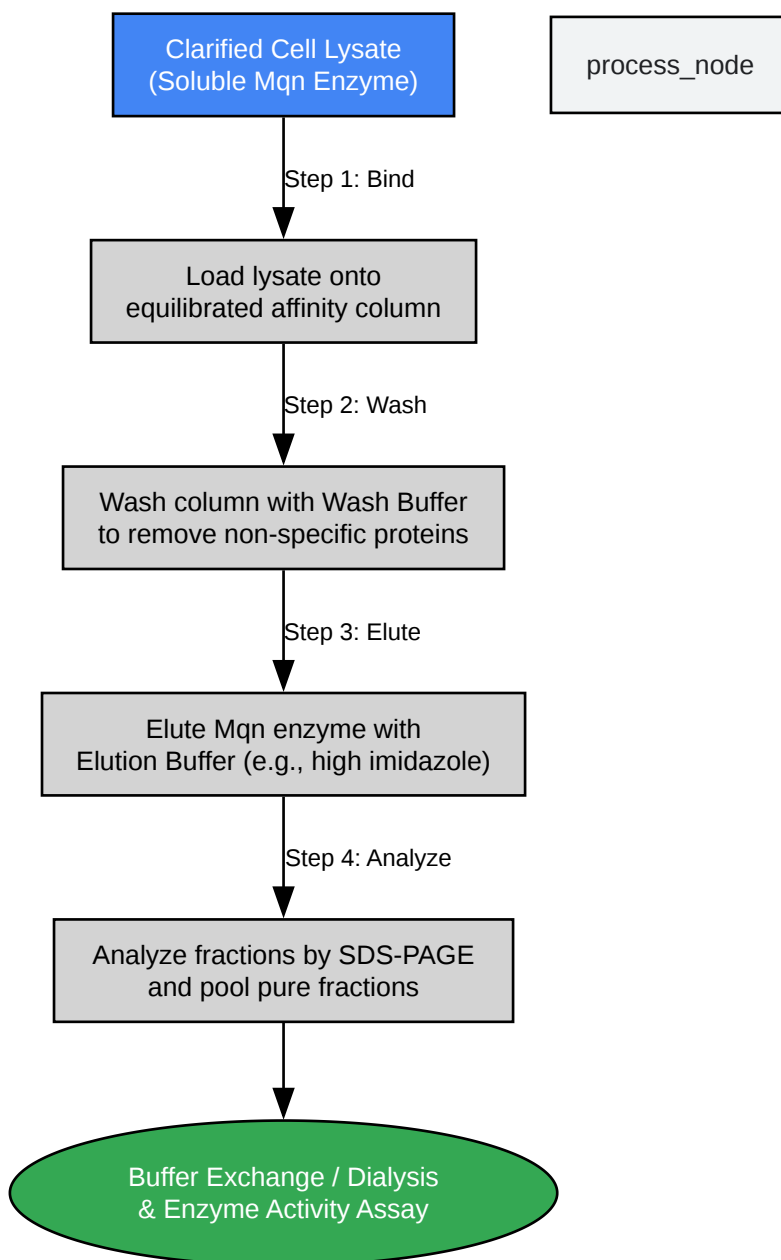 Clarified Cell Lysate
(Soluble Mqn Enzyme)
process_node
Step 1: Bind
Load lysate onto
equilibrated affinity column
Step 2: Wash
Wash column with Wash Buffer
to remove non-specific proteins
Step 3: Elute
Elute Mqn enzyme with
Elution Buffer (e.g., high imidazole)
Step 4: Analyze
Analyze fractions by SDS-PAGE
and pool pure fractions
Buffer Exchange / Dialysis
& Enzyme Activity Assay